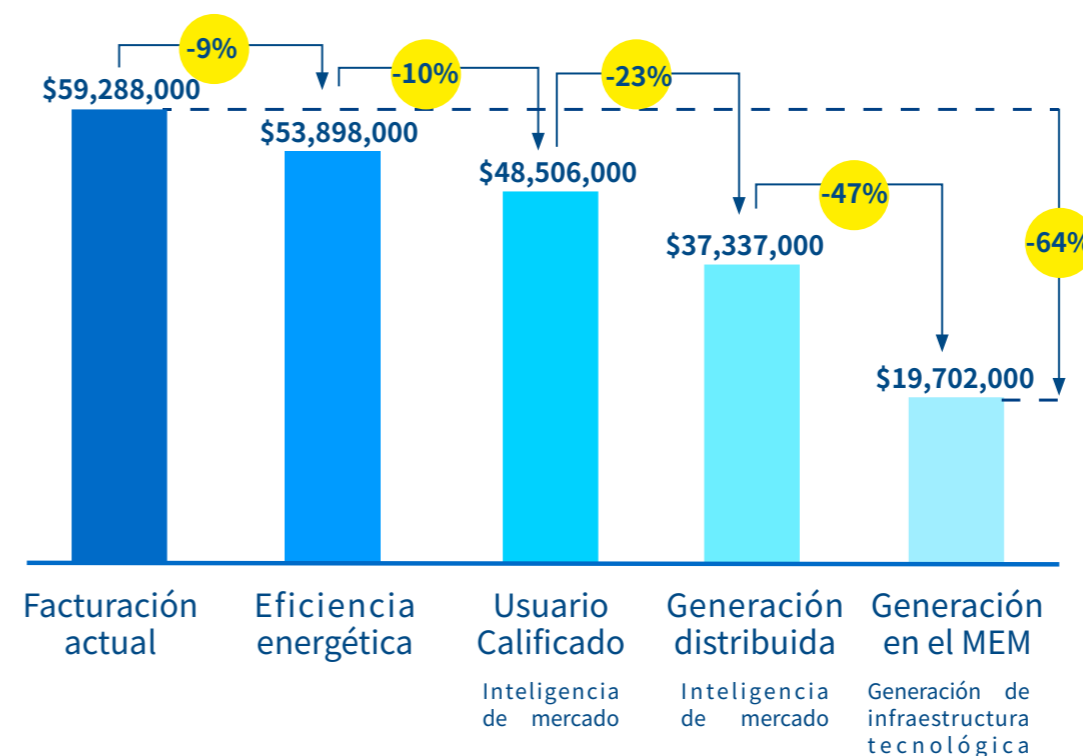 -9%
-10%
-23%
-47%
-64%
$59,288,000
$53,898,000
$48,506,000
$37,337,000
$19,702,000
Facturación
actual
Eficiencia
energética
Usuario
Calificado
Inteligencia
de mercado
Generación
distribuida
Inteligencia
de mercado
Generación
en el MEM
Generación de
infraestructura
tecnológica